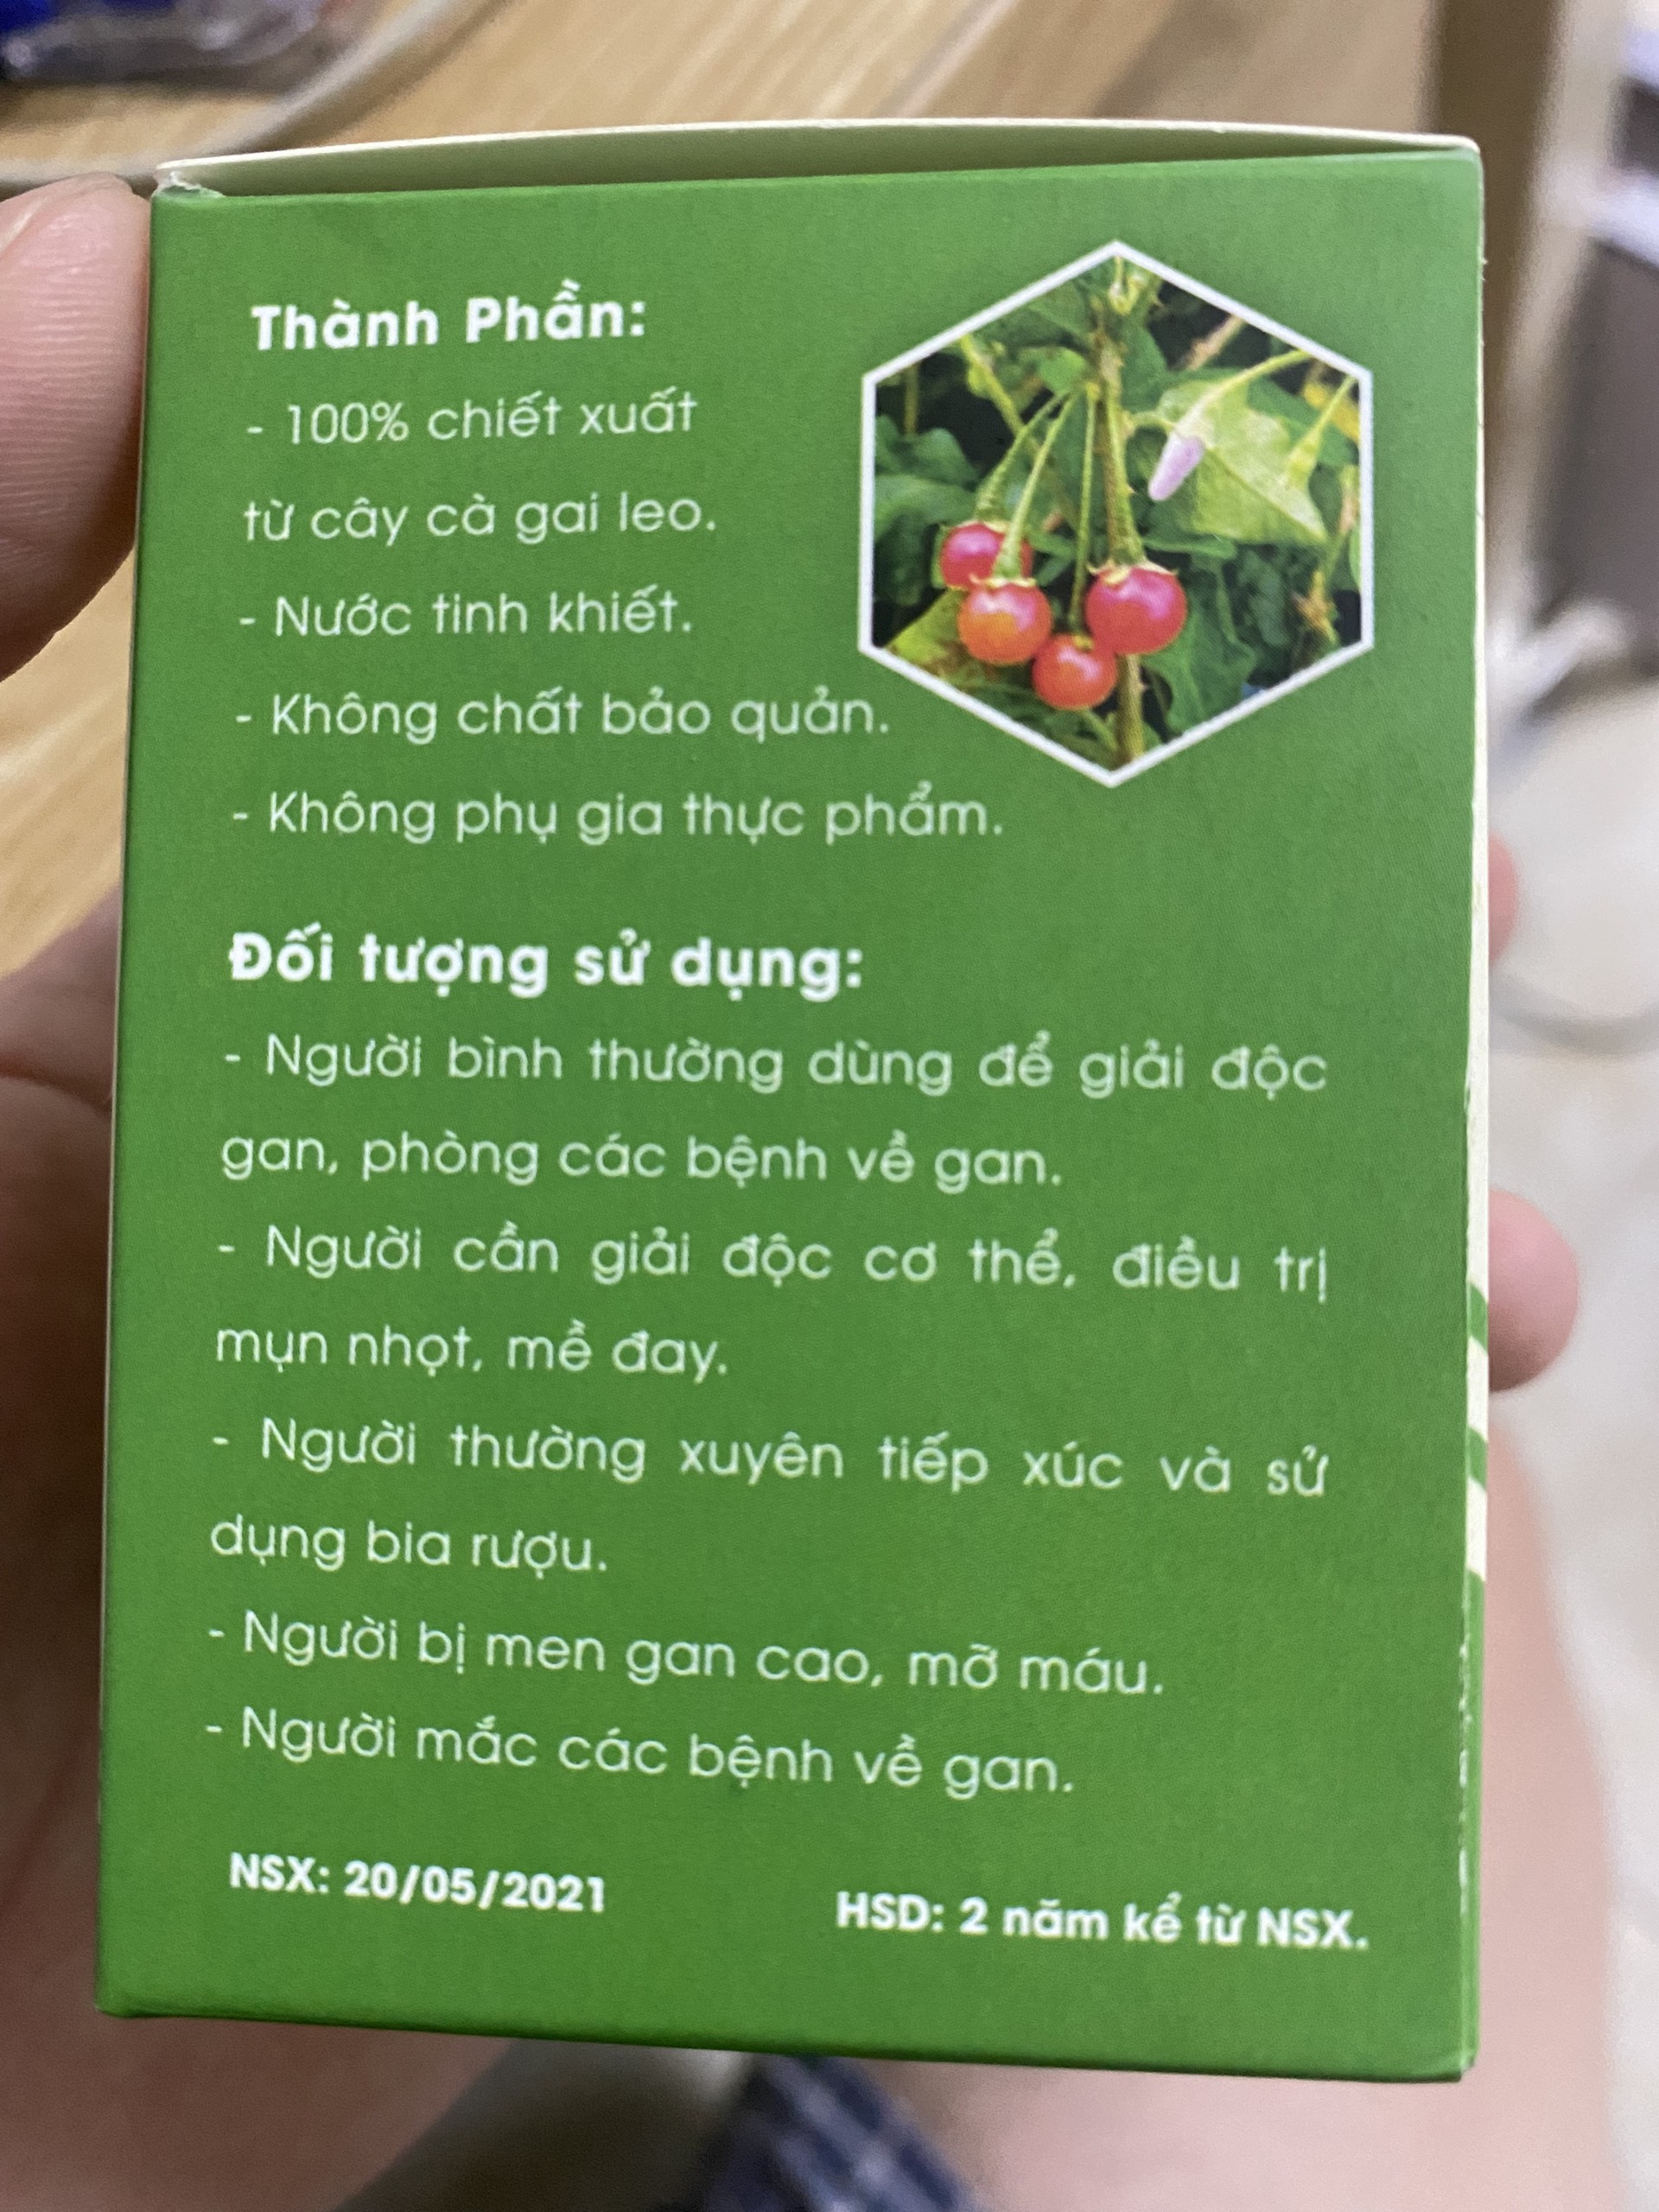 Thành Phần:
- 100% chiết xuất
từ cây cà gai leo.
- Nước tinh khiết.
- Không chất bảo quản.
- Không phụ gia thực phẩm.
Đối tượng sử dụng:
- Người bình thường dùng để giải độc
gan, phòng các bệnh về gan.
- Người cần giải độc cơ thể, điều trị
mụn nhọt, mề đay.
- Người thường xuyên tiếp xúc và sử
dụng bia rượu.
- Người bị men gan cao, mỡ máu.
- Người mắc các bệnh về gan.
NSX: 20/05/2021
HSD: 2 năm kể từ NSX.